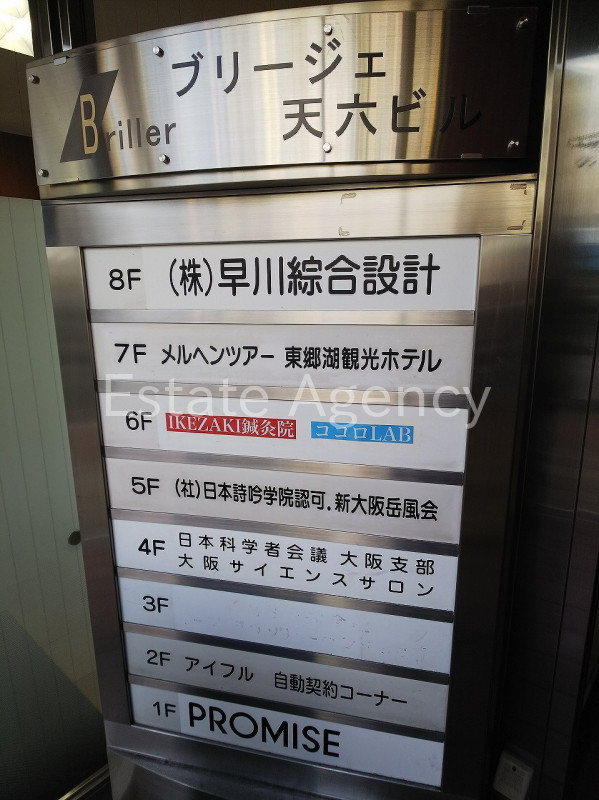 Briller
ブリージェ
天六ビル
8F (株)早川綜合設計
7F メルヘンツアー 東郷湖観光ホテル
Estate Agency
6F IKEZAKI鍼灸院 ココロLAB
5F (社)日本詩吟学院認可.新大阪岳風会
4F 日本科学者会議 大阪支部
大阪サイエンスサロン
3F
2F アイフル 自動契約コーナー
1F PROMISE